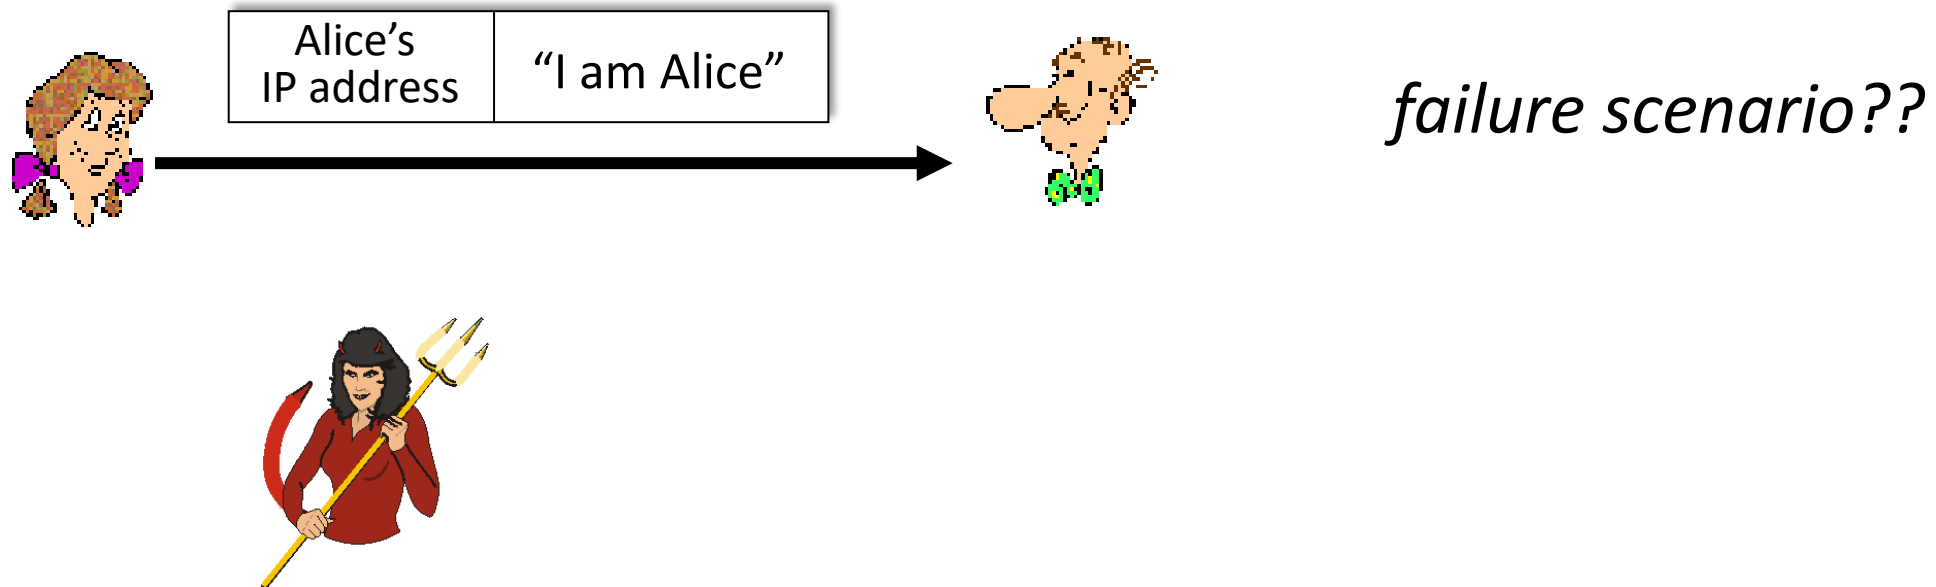 Alice’s
IP address
“I am Alice”
failure scenario??